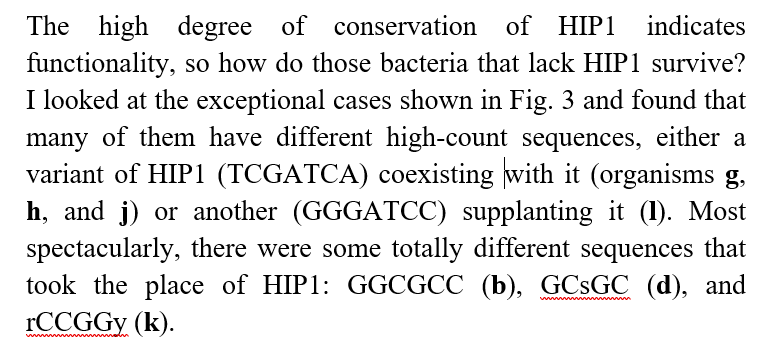 The high degree of conservation of HIP1 indicates
functionality, so how do those bacteria that lack HIP1 survive?
I looked at the exceptional cases shown in Fig. 3 and found that
many of them have different high-count sequences, either a
variant of HIP1 (TCGATCA) coexisting with it (organisms g,
h, and j) or another (GGGATCC) supplanting it (l). Most
spectacularly, there were some totally different sequences that
took the place of HIP1: GGCGCC (b), GCsGC (d), and
rCCGGy (k).